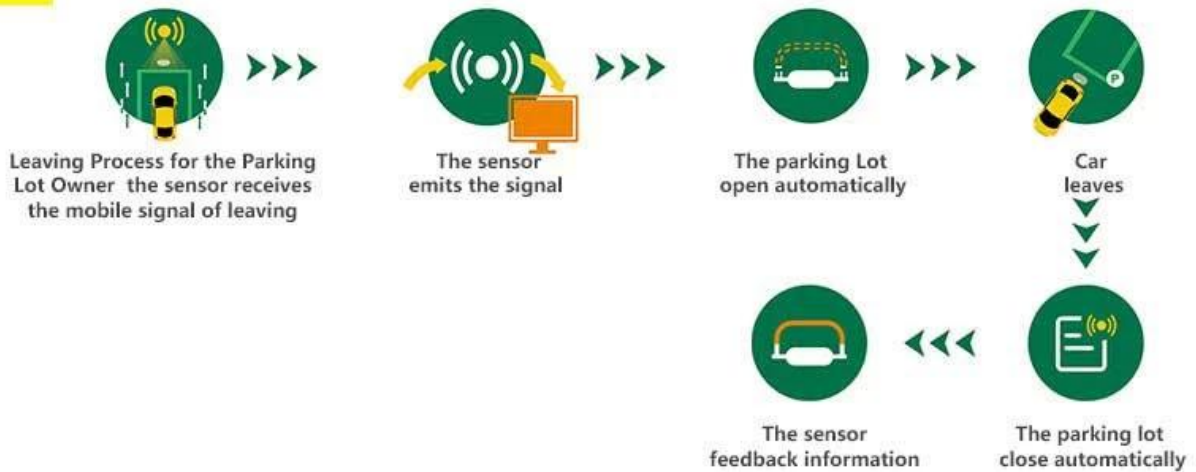 Leaving Process for the Parking
Lot Owner the sensor receives
the mobile signal of leaving
The sensor
emits the signal
The parking Lot
open automatically
P
Car
leaves
The parking lot
close automatically
The sensor
feedback information